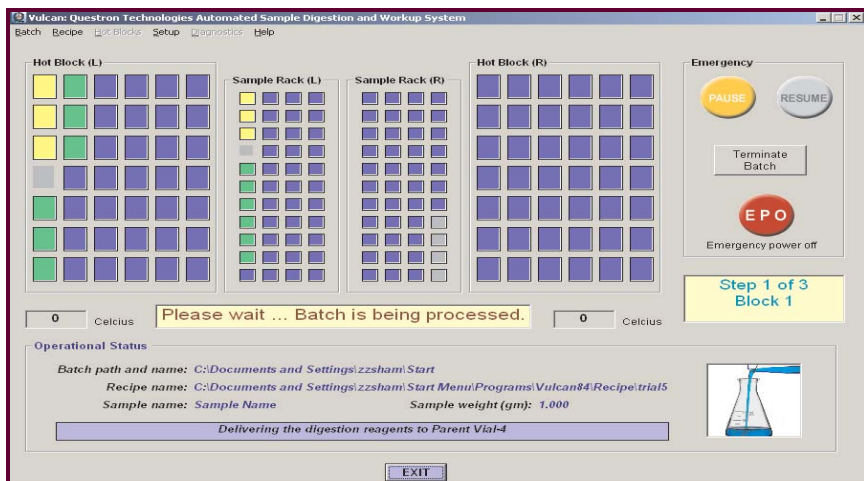 Vulcan: Questron Technologies Automated Sample Digestion and Workup System
Batch Recipe Hot Blocks Setup Diagnostics Help
Hot Block (L)
Sample Rack (L)
Sample Rack (R)
Hot Block (R)
Emergency
PAUSE
RESUME
Terminate
Batch
EPO
Emergency power off
Step 1 of 3
Block 1
0 Celcius
Please wait ... Batch is being processed.
0 Celcius
Operational Status
Batch path and name: C:\Documents and Settings\zzsham\Start
Recipe name: C:\Documents and Settings\zzsham\Start Menu\Programs\Vulcan84\Recipe\trial5
Sample name: Sample Name Sample weight (gm): 1.000
Delivering the digestion reagents to Parent Vial-4
EXIT